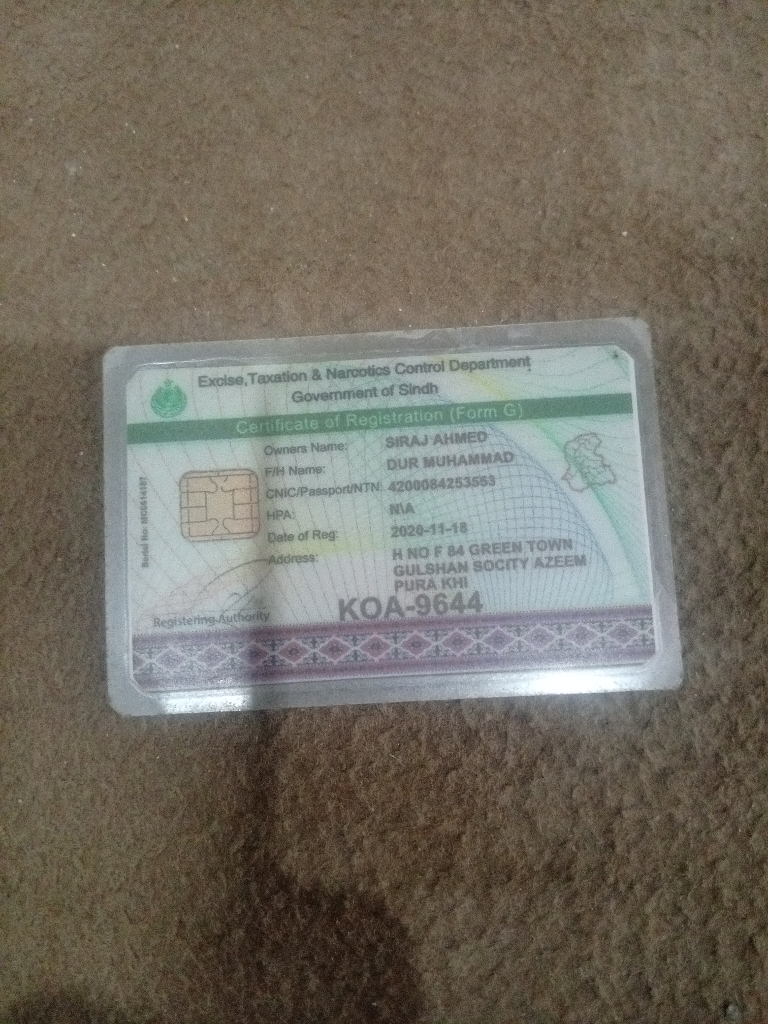 Excise,Taxation & Narcotics Control Department
Government of Sindh
Certificate of Registration (Form G)
Owners Name: SIRAJ AHMED
F/H Name: DUR MUHAMMAD
CNIC/Passport/NTN: 4200084253553
HPA: N\A
Date of Reg: 2020-11-18
Address: H NO F 84 GREEN TOWN
GULSHAN SOCITY AZEEM
PURA KHI
KOA-9644
Registering Authority
Serial No: